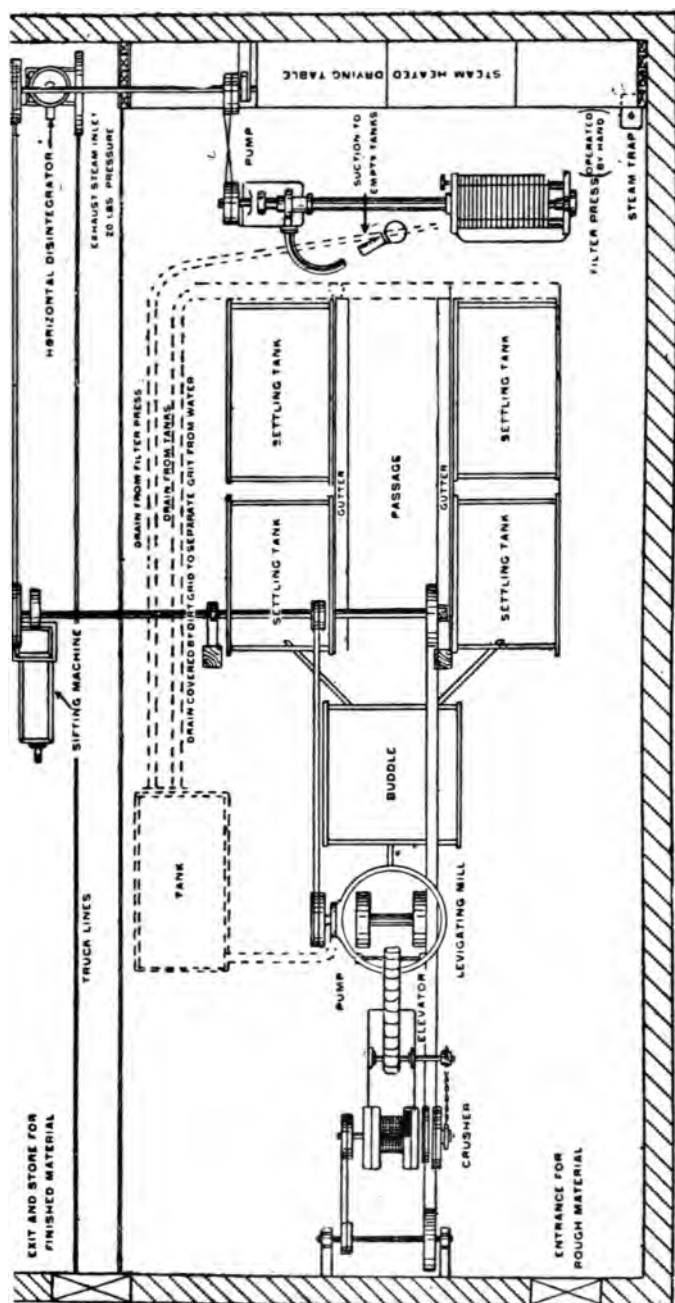 EXIT AND STORE FOR
FINISHED MATERIAL
TRUCK LINES
SIFTING MACHINE
HORIZONTAL DISINTEGRATOR
EXHAUST STEAM INLET
20 LBS PRESSURE
TANK
DRAIN FROM FILTER PRESS
DRAIN FROM TANKS
DRAIN COVERED BY DIRT GRID TO SEPARATE GRIT FROM WATER
PUMP
STEAM HEATED DRYING TABLE
SUCTION TO
EMPTY TANKS
SETTLING TANK
SETTLING TANK
GUTTER
PASSAGE
GUTTER
SETTLING TANK
SETTLING TANK
BUDDLE
PUMP
ELEVATOR
LEVIGATING MILL
CRUSHER
FILTER PRESS (OPERATED
BY HAND)
STEAM TRAP
ENTRANCE FOR
ROUGH MATERIAL